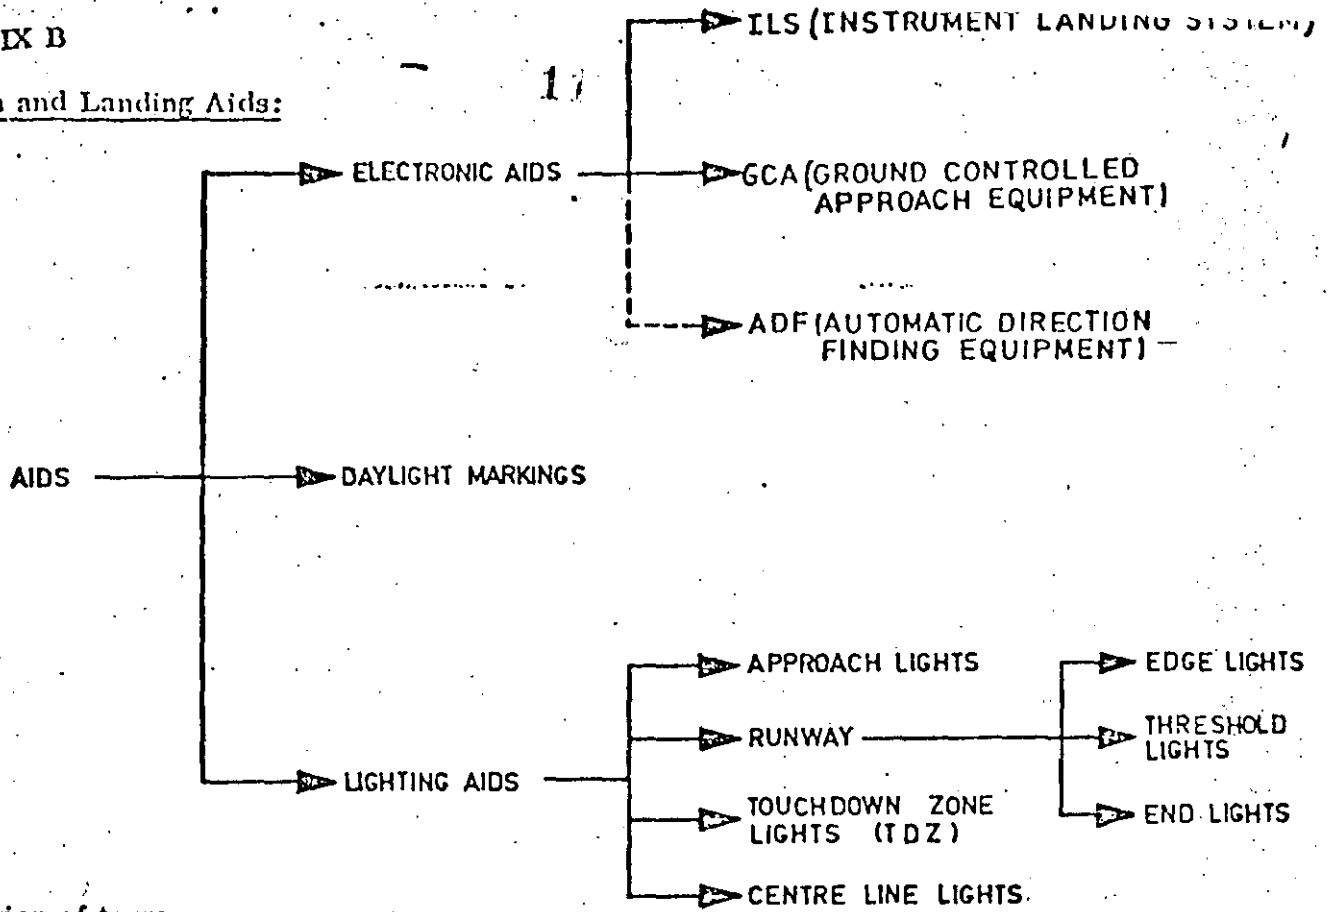 IX B
and Landing Aids:
ILS (INSTRUMENT LANDING SYSTEM)
ELECTRONIC AIDS
GCA (GROUND CONTROLLED
APPROACH EQUIPMENT)
ADF (AUTOMATIC DIRECTION
FINDING EQUIPMENT)
AIDS
DAYLIGHT MARKINGS
APPROACH LIGHTS
EDGE LIGHTS
RUNWAY
THRESHOLD
LIGHTS
LIGHTING AIDS
TOUCHDOWN ZONE
LIGHTS (TDZ)
END LIGHTS
CENTRE LINE LIGHTS.